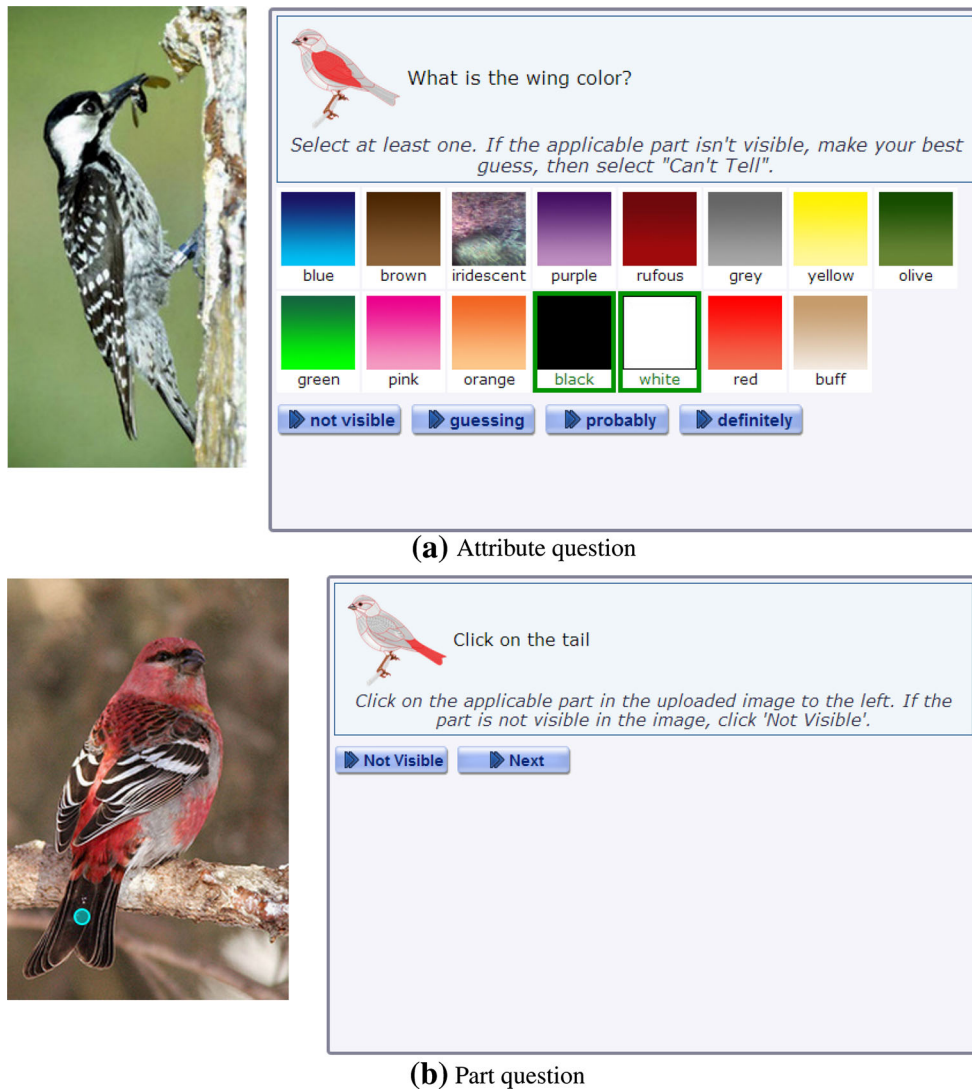 What is the wing color?
Select at least one. If the applicable part isn't visible, make your best
guess, then select "Can't Tell".
blue brown iridescent purple rufous grey yellow olive
green pink orange black white red buff
not visible guessing probably definitely
(a) Attribute question
Click on the tail
Click on the applicable part in the uploaded image to the left. If the
part is not visible in the image, click 'Not Visible'.
Not Visible Next
(b) Part question